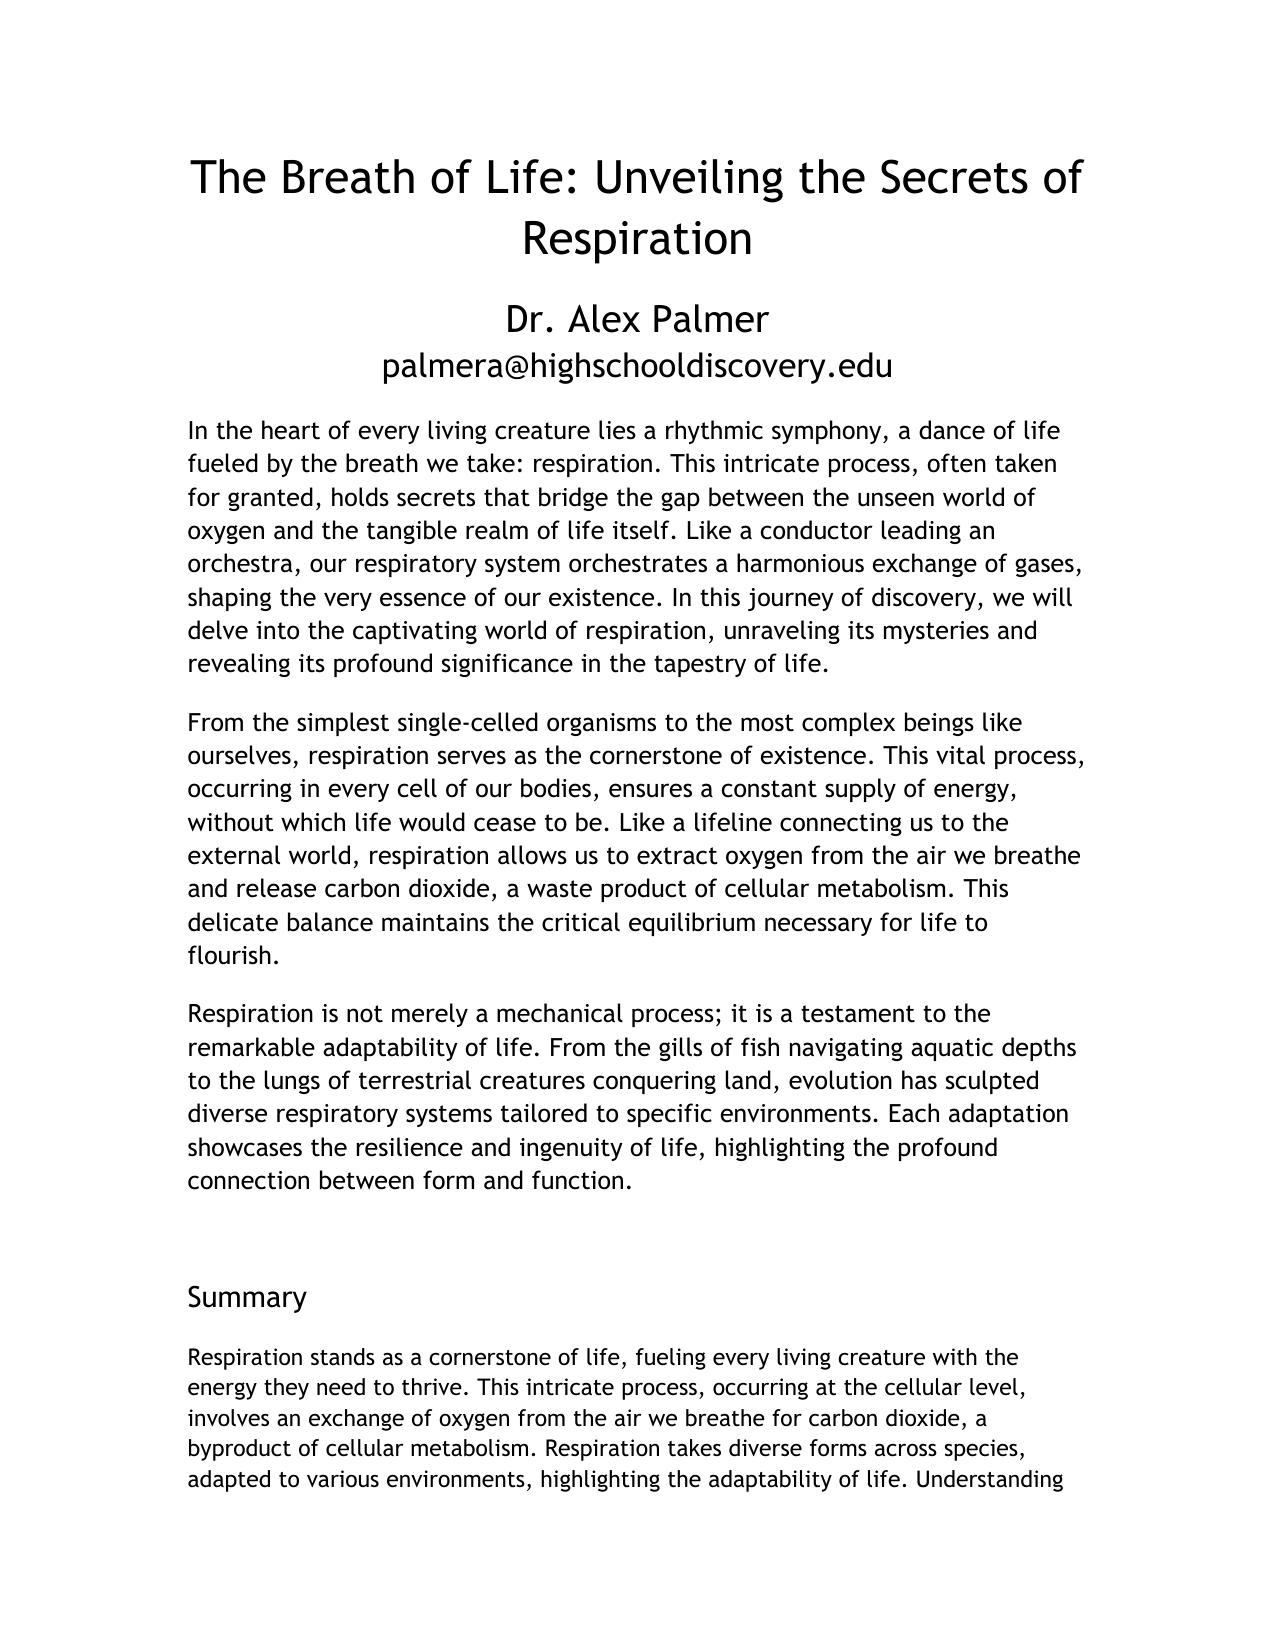 The Breath of Life: Unveiling the Secrets of
Respiration
Dr. Alex Palmer
palmera@highschooldiscovery.edu
In the heart of every living creature lies a rhythmic symphony, a dance of life
fueled by the breath we take: respiration. This intricate process, often taken
for granted, holds secrets that bridge the gap between the unseen world of
oxygen and the tangible realm of life itself. Like a conductor leading an
orchestra, our respiratory system orchestrates a harmonious exchange of gases,
shaping the very essence of our existence. In this journey of discovery, we will
delve into the captivating world of respiration, unraveling its mysteries and
revealing its profound significance in the tapestry of life.
From the simplest single-celled organisms to the most complex beings like
ourselves, respiration serves as the cornerstone of existence. This vital process,
occurring in every cell of our bodies, ensures a constant supply of energy,
without which life would cease to be. Like a lifeline connecting us to the
external world, respiration allows us to extract oxygen from the air we breathe
and release carbon dioxide, a waste product of cellular metabolism. This
delicate balance maintains the critical equilibrium necessary for life to
flourish.
Respiration is not merely a mechanical process; it is a testament to the
remarkable adaptability of life. From the gills of fish navigating aquatic depths
to the lungs of terrestrial creatures conquering land, evolution has sculpted
diverse respiratory systems tailored to specific environments. Each adaptation
showcases the resilience and ingenuity of life, highlighting the profound
connection between form and function.
Summary
Respiration stands as a cornerstone of life, fueling every living creature with the
energy they need to thrive. This intricate process, occurring at the cellular level,
involves an exchange of oxygen from the air we breathe for carbon dioxide, a
byproduct of cellular metabolism. Respiration takes diverse forms across species,
adapted to various environments, highlighting the adaptability of life. Understanding